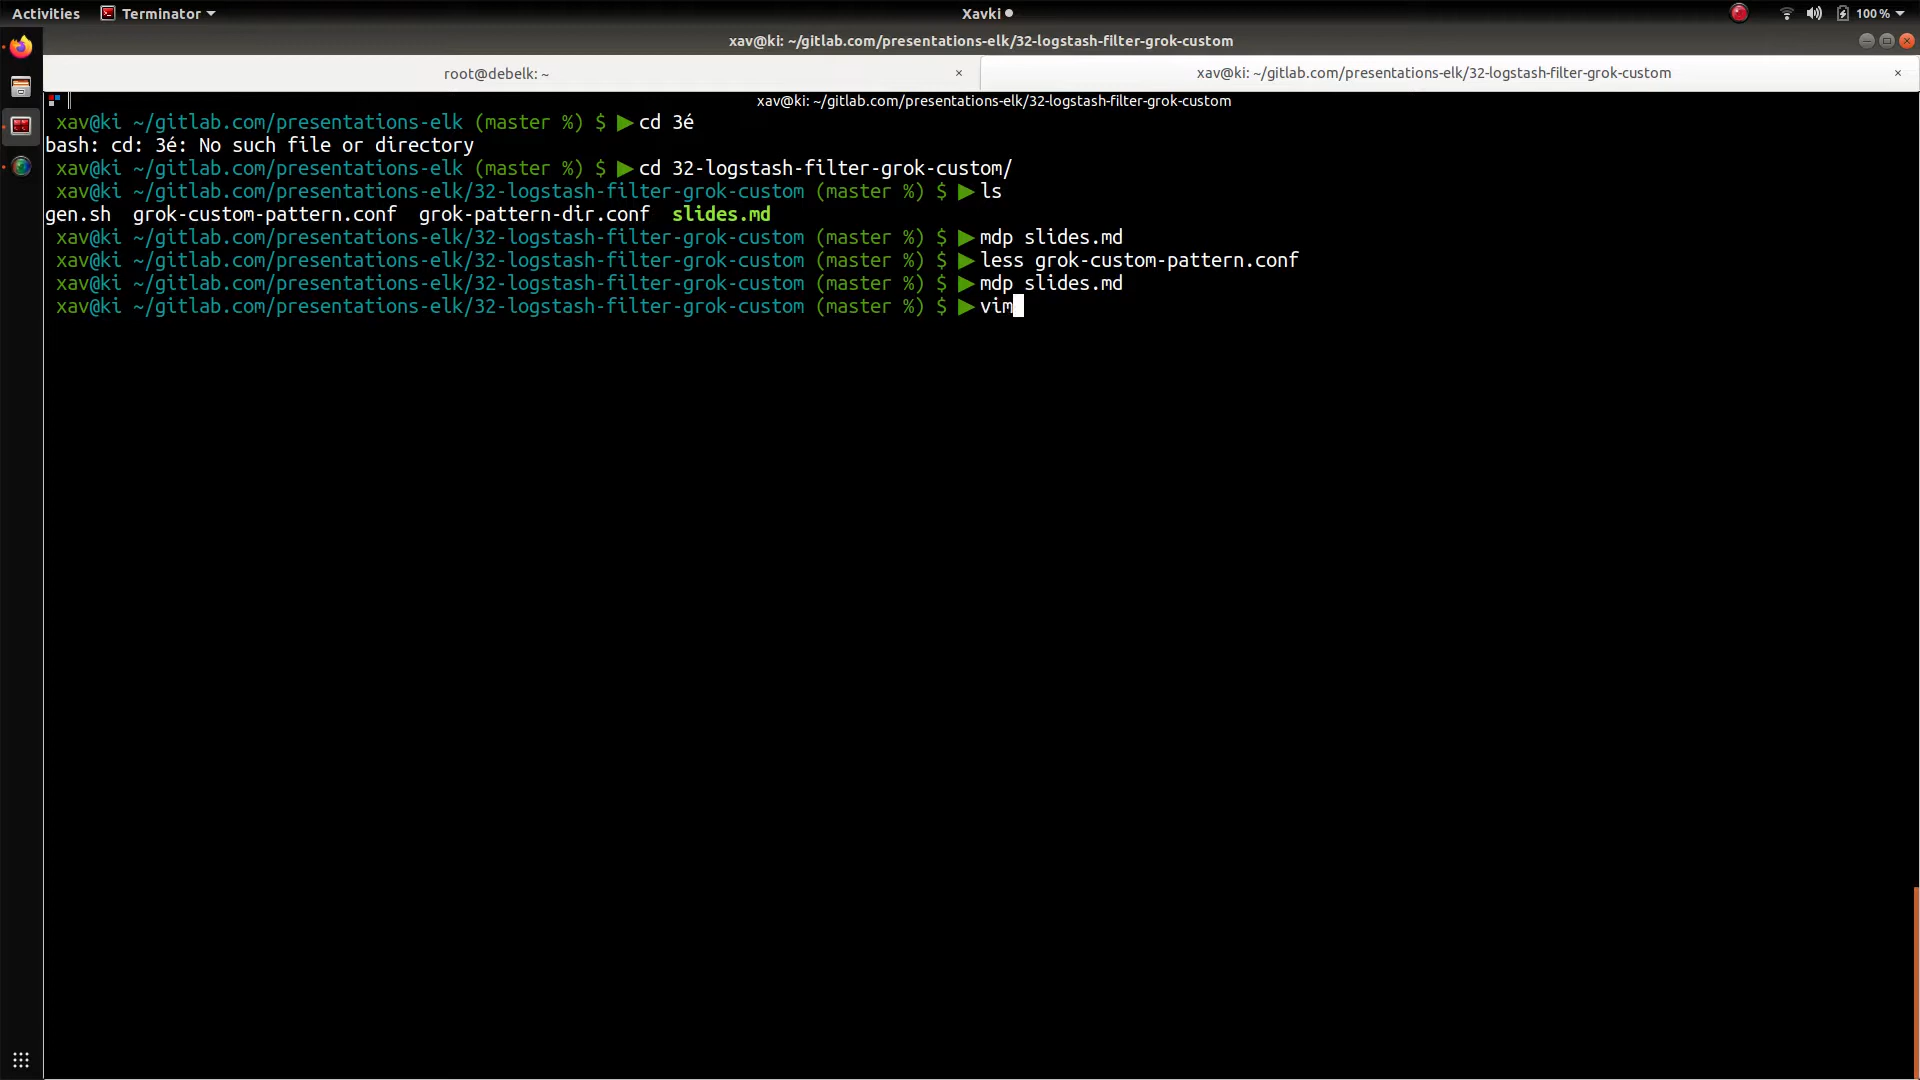 Activities Terminator Xavki 100 %
xav@ki: ~/gitlab.com/presentations-elk/32-logstash-filter-grok-custom
root@debelk: ~ × xav@ki: ~/gitlab.com/presentations-elk/32-logstash-filter-grok-custom ×
xav@ki: ~/gitlab.com/presentations-elk/32-logstash-filter-grok-custom
xav@ki ~/gitlab.com/presentations-elk (master %) $ ▶cd 3é
bash: cd: 3é: No such file or directory
xav@ki ~/gitlab.com/presentations-elk (master %) $ ▶cd 32-logstash-filter-grok-custom/
xav@ki ~/gitlab.com/presentations-elk/32-logstash-filter-grok-custom (master %) $ ▶ls
gen.sh grok-custom-pattern.conf grok-pattern-dir.conf slides.md
xav@ki ~/gitlab.com/presentations-elk/32-logstash-filter-grok-custom (master %) $ ▶mdp slides.md
xav@ki ~/gitlab.com/presentations-elk/32-logstash-filter-grok-custom (master %) $ ▶less grok-custom-pattern.conf
xav@ki ~/gitlab.com/presentations-elk/32-logstash-filter-grok-custom (master %) $ ▶mdp slides.md
xav@ki ~/gitlab.com/presentations-elk/32-logstash-filter-grok-custom (master %) $ ▶vim